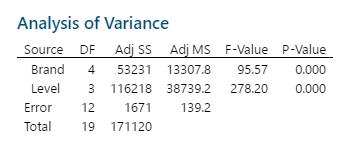 Analysis of Variance
Source DF Adj SS Adj MS F-Value P-Value
Brand 4 53231 13307.8 95.57 0.000
Level 3 116218 38739.2 278.20 0.000
Error 12 1671 139.2
Total 19 171120